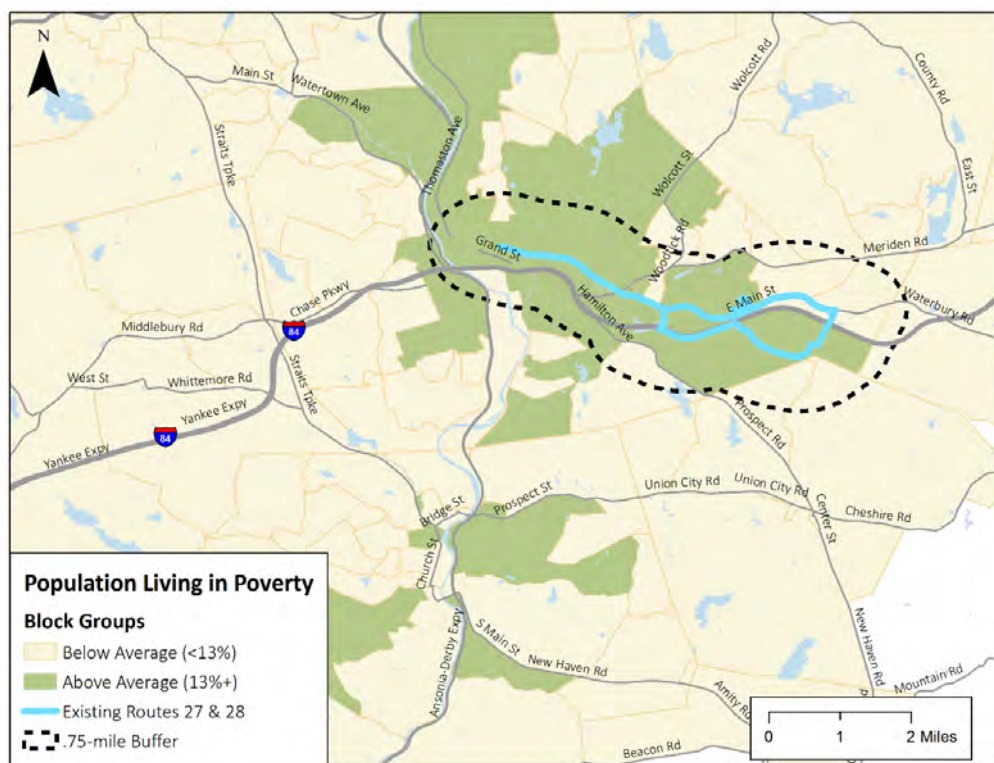 N
Main St
Watertown Ave
Straits Tpke
Thomaston Ave
Wolcott Rd
County Rd
East St
Wolcott St
Woodtick Rd
Meriden Rd
Grand St
Hamilton Ave
E Main St
Waterbury Rd
Chase Pkwy
84
Middlebury Rd
West St
Whittemore Rd
Straits Tpke
Yankee Expy
84
Yankee Expy
Prospect Rd
Bridge St
Prospect St
Union City Rd
Union City Rd
Center St
Cheshire Rd
Church St
Ansonia-Derby Expy
S Main St
New Haven Rd
Amity Rd
New Haven Rd
Mountain Rd
Beacon Rd
Population Living in Poverty
Block Groups
Below Average (<13%)
Above Average (13%+)
Existing Routes 27 & 28
.75-mile Buffer
0 1 2 Miles